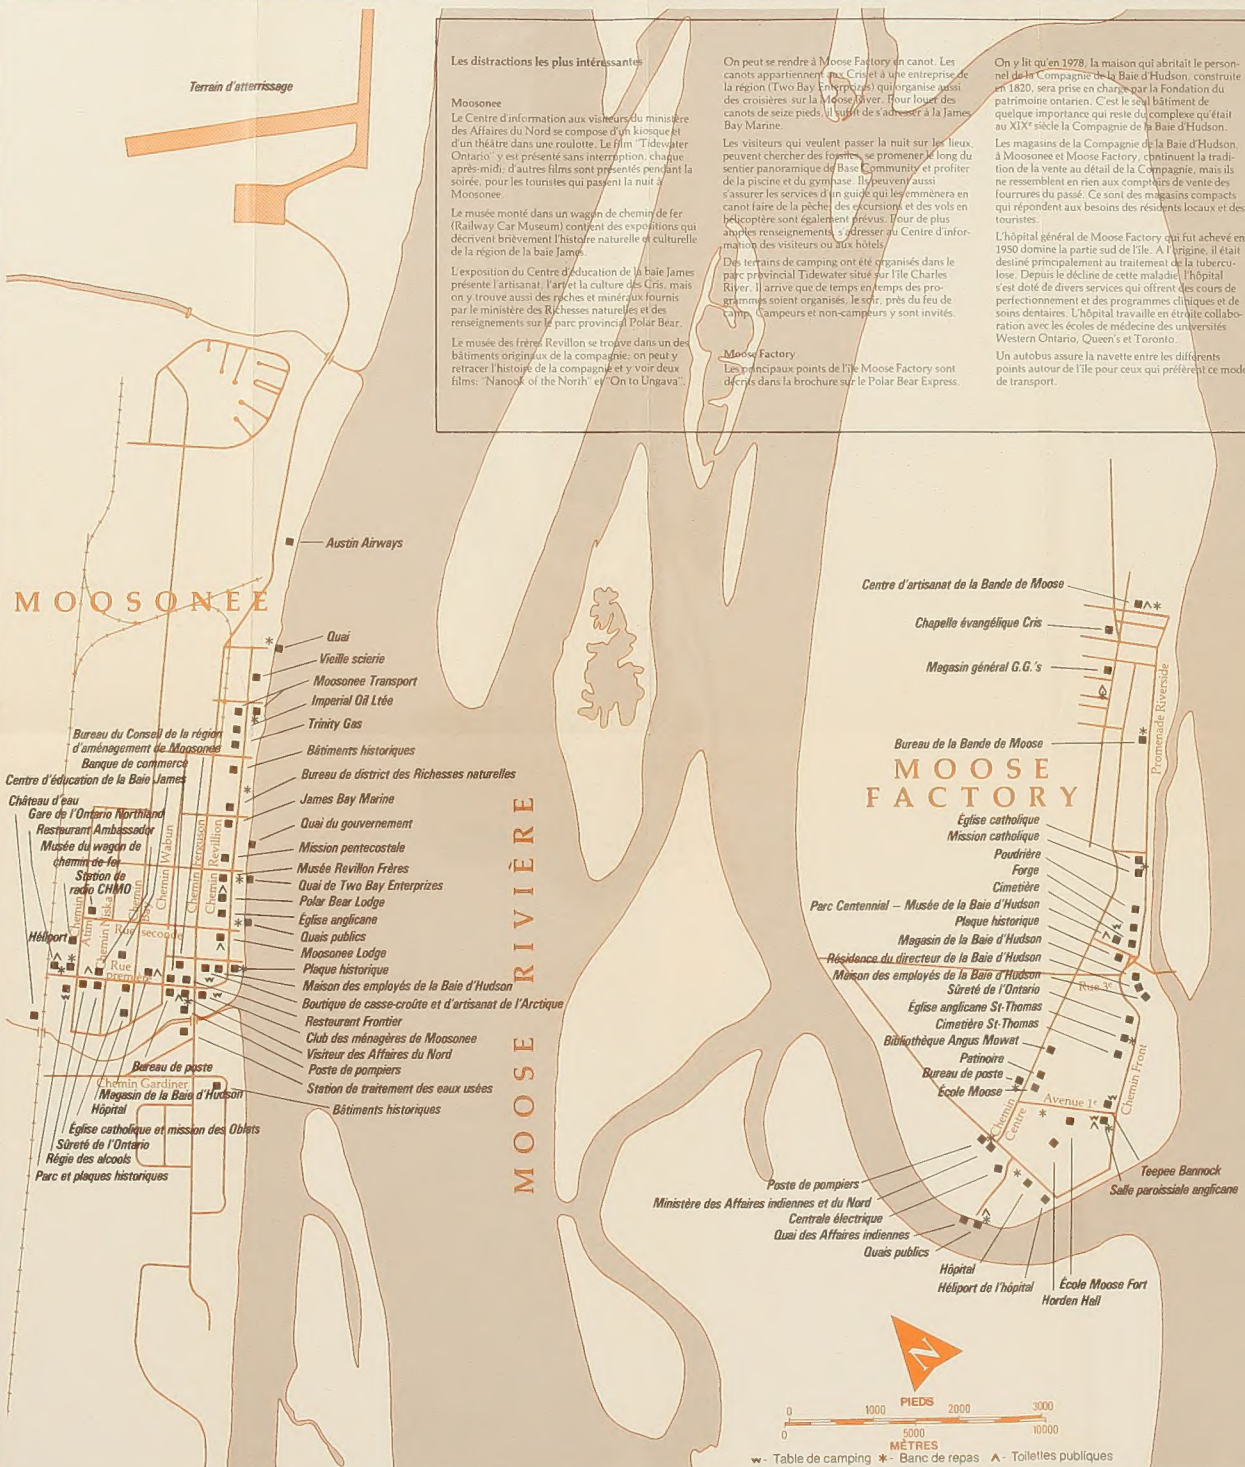 Les distractions les plus intéressantes
Moosonee
Le Centre d'information aux visiteurs du ministère
des Affaires du Nord se compose d'un kiosque et
d'un théâtre dans une roulotte. Le film "Tidewater
Ontario" y est présenté sans interruption, chaque
après-midi; d'autres films sont présentés pendant la
soirée, pour les touristes qui passent la nuit à
Moosonee.
Le musée monté dans un wagon de chemin de fer
(Railway Car Museum) contient des expositions qui
décrivent brièvement l'histoire naturelle et culturelle
de la région de la baie James.
L'exposition du Centre d'éducation de la baie James
présente l'artisanat, l'art et la culture des Cris, mais
on y trouve aussi des roches et minéraux fournis
par le ministère des Richesses naturelles et des
renseignements sur le parc provincial Polar Bear.
Le musée des frères Revillon se trouve dans un des
bâtiments originaux de la compagnie; on peut y
retracer l'histoire de la compagnie et y voir deux
films: "Nanook of the North" et "On to Ungava".
On peut se rendre à Moose Factory en canot. Les
canots appartiennent aux Cris et à une entreprise de
la région (Two Bay Enterprizes) qui organise aussi
des croisières sur la Moose River. Pour louer des
canots de seize pieds, il suffit de s'adresser à la James
Bay Marine.
Les visiteurs qui veulent passer la nuit sur les lieux,
peuvent chercher des fossiles, se promener le long du
sentier panoramique de Base Community et profiter
de la piscine et du gymnase. Ils peuvent aussi
s'assurer les services d'un guide qui les emmènera en
canot faire de la pêche; des excursions et des vols en
hélicoptère sont également prévus. Pour de plus
amples renseignements, s'adresser au Centre d'infor-
mation des visiteurs ou aux hôtels.
Des terrains de camping ont été organisés dans le
parc provincial Tidewater situé sur l'île Charles
River. Il arrive que de temps en temps des pro-
grammes soient organisés, le soir, près du feu de
camp. Campeurs et non-campeurs y sont invités.
Moose Factory
Les principaux points de l'île Moose Factory sont
décrits dans la brochure sur le Polar Bear Express.
On y lit qu'en 1978, la maison qui abritait le person-
nel de la Compagnie de la Baie d'Hudson, construite
en 1820, sera prise en charge par la Fondation du
patrimoine ontarien. C'est le seul bâtiment de
quelque importance qui reste du complexe qu'était
au XIXe siècle la Compagnie de la Baie d'Hudson.
Les magasins de la Compagnie de la Baie d'Hudson,
à Moosonee et Moose Factory, continuent la tradi-
tion de la vente au détail de la Compagnie, mais ils
ne ressemblent en rien aux comptoirs de vente des
fourrures du passé. Ce sont des magasins compacts
qui répondent aux besoins des résidents locaux et des
touristes.
L'hôpital général de Moose Factory qui fut achevé en
1950 domine la partie sud de l'île. A l'origine, il était
destiné principalement au traitement de la tubercu-
lose. Depuis le décline de cette maladie, l'hôpital
s'est doté de divers services qui offrent des cours de
perfectionnement et des programmes cliniques et de
soins dentaires. L'hôpital travaille en étroite collabo-
ration avec les écoles de médecine des universités
Western Ontario, Queen's et Toronto.
Un autobus assure la navette entre les différents
points autour de l'île pour ceux qui préfèrent ce mode
de transport.
Terrain d'atterrissage
MOOSONEE
Austin Airways
Quai
Vieille scierie
Moosonee Transport
Imperial Oil Ltée
Trinity Gas
Bâtiments historiques
Bureau de district des Richesses naturelles
James Bay Marine
Quai du gouvernement
Mission pentecostale
Musée Revillon Frères
Quai de Two Bay Enterprizes
Polar Bear Lodge
Église anglicane
Quais publics
Moosonee Lodge
Plaque historique
Maison des employés de la Baie d'Hudson
Boutique de casse-croûte et d'artisanat de l'Arctique
Restaurant Frontier
Club des ménagères de Moosonee
Visiteur des Affaires du Nord
Poste de pompiers
Station de traitement des eaux usées
Bâtiments historiques
Bureau du Conseil de la région
d'aménagement de Moosonee
Banque de commerce
Centre d'éducation de la Baie James
Château d'eau
Gare de l'Ontario Northland
Restaurant Ambassador
Musée du wagon de
chemin de fer
Station de
radio CHMO
Héliport
Chemin Atim
Chemin Niska
Chemin Bay
Chemin Wabun
Chemin Ferguson
Chemin Revillion
Rue seconde
Rue première
Bureau de poste
Chemin Gardiner
Magasin de la Baie d'Hudson
Hôpital
Église catholique et mission des Oblats
Sûreté de l'Ontario
Régie des alcools
Parc et plaques historiques
MOOSE RIVIÈRE
Centre d'artisanat de la Bande de Moose
Chapelle évangélique Cris
Magasin général G.G.'s
Promenade Riverside
Bureau de la Bande de Moose
MOOSE
FACTORY
Église catholique
Mission catholique
Poudrière
Forge
Cimetière
Parc Centennial – Musée de la Baie d'Hudson
Plaque historique
Magasin de la Baie d'Hudson
Résidence du directeur de la Baie d'Hudson
Maison des employés de la Baie d'Hudson
Rue 3e
Sûreté de l'Ontario
Église anglicane St-Thomas
Cimetière St-Thomas
Bibliothèque Angus Mowat
Patinoire
Bureau de poste
École Moose
Avenue 1e
Chemin Front
Chemin Centre
Teepee Bannock
Salle paroissiale anglicane
Poste de pompiers
Ministère des Affaires indiennes et du Nord
Centrale électrique
Quai des Affaires indiennes
Quais publics
Hôpital
Héliport de l'hôpital
École Moose Fort
Horden Hall
N
PIEDS
0 1000 2000 3000
0 5000 10000
MÈTRES
- Table de camping * - Banc de repas ^ - Toilettes publiques